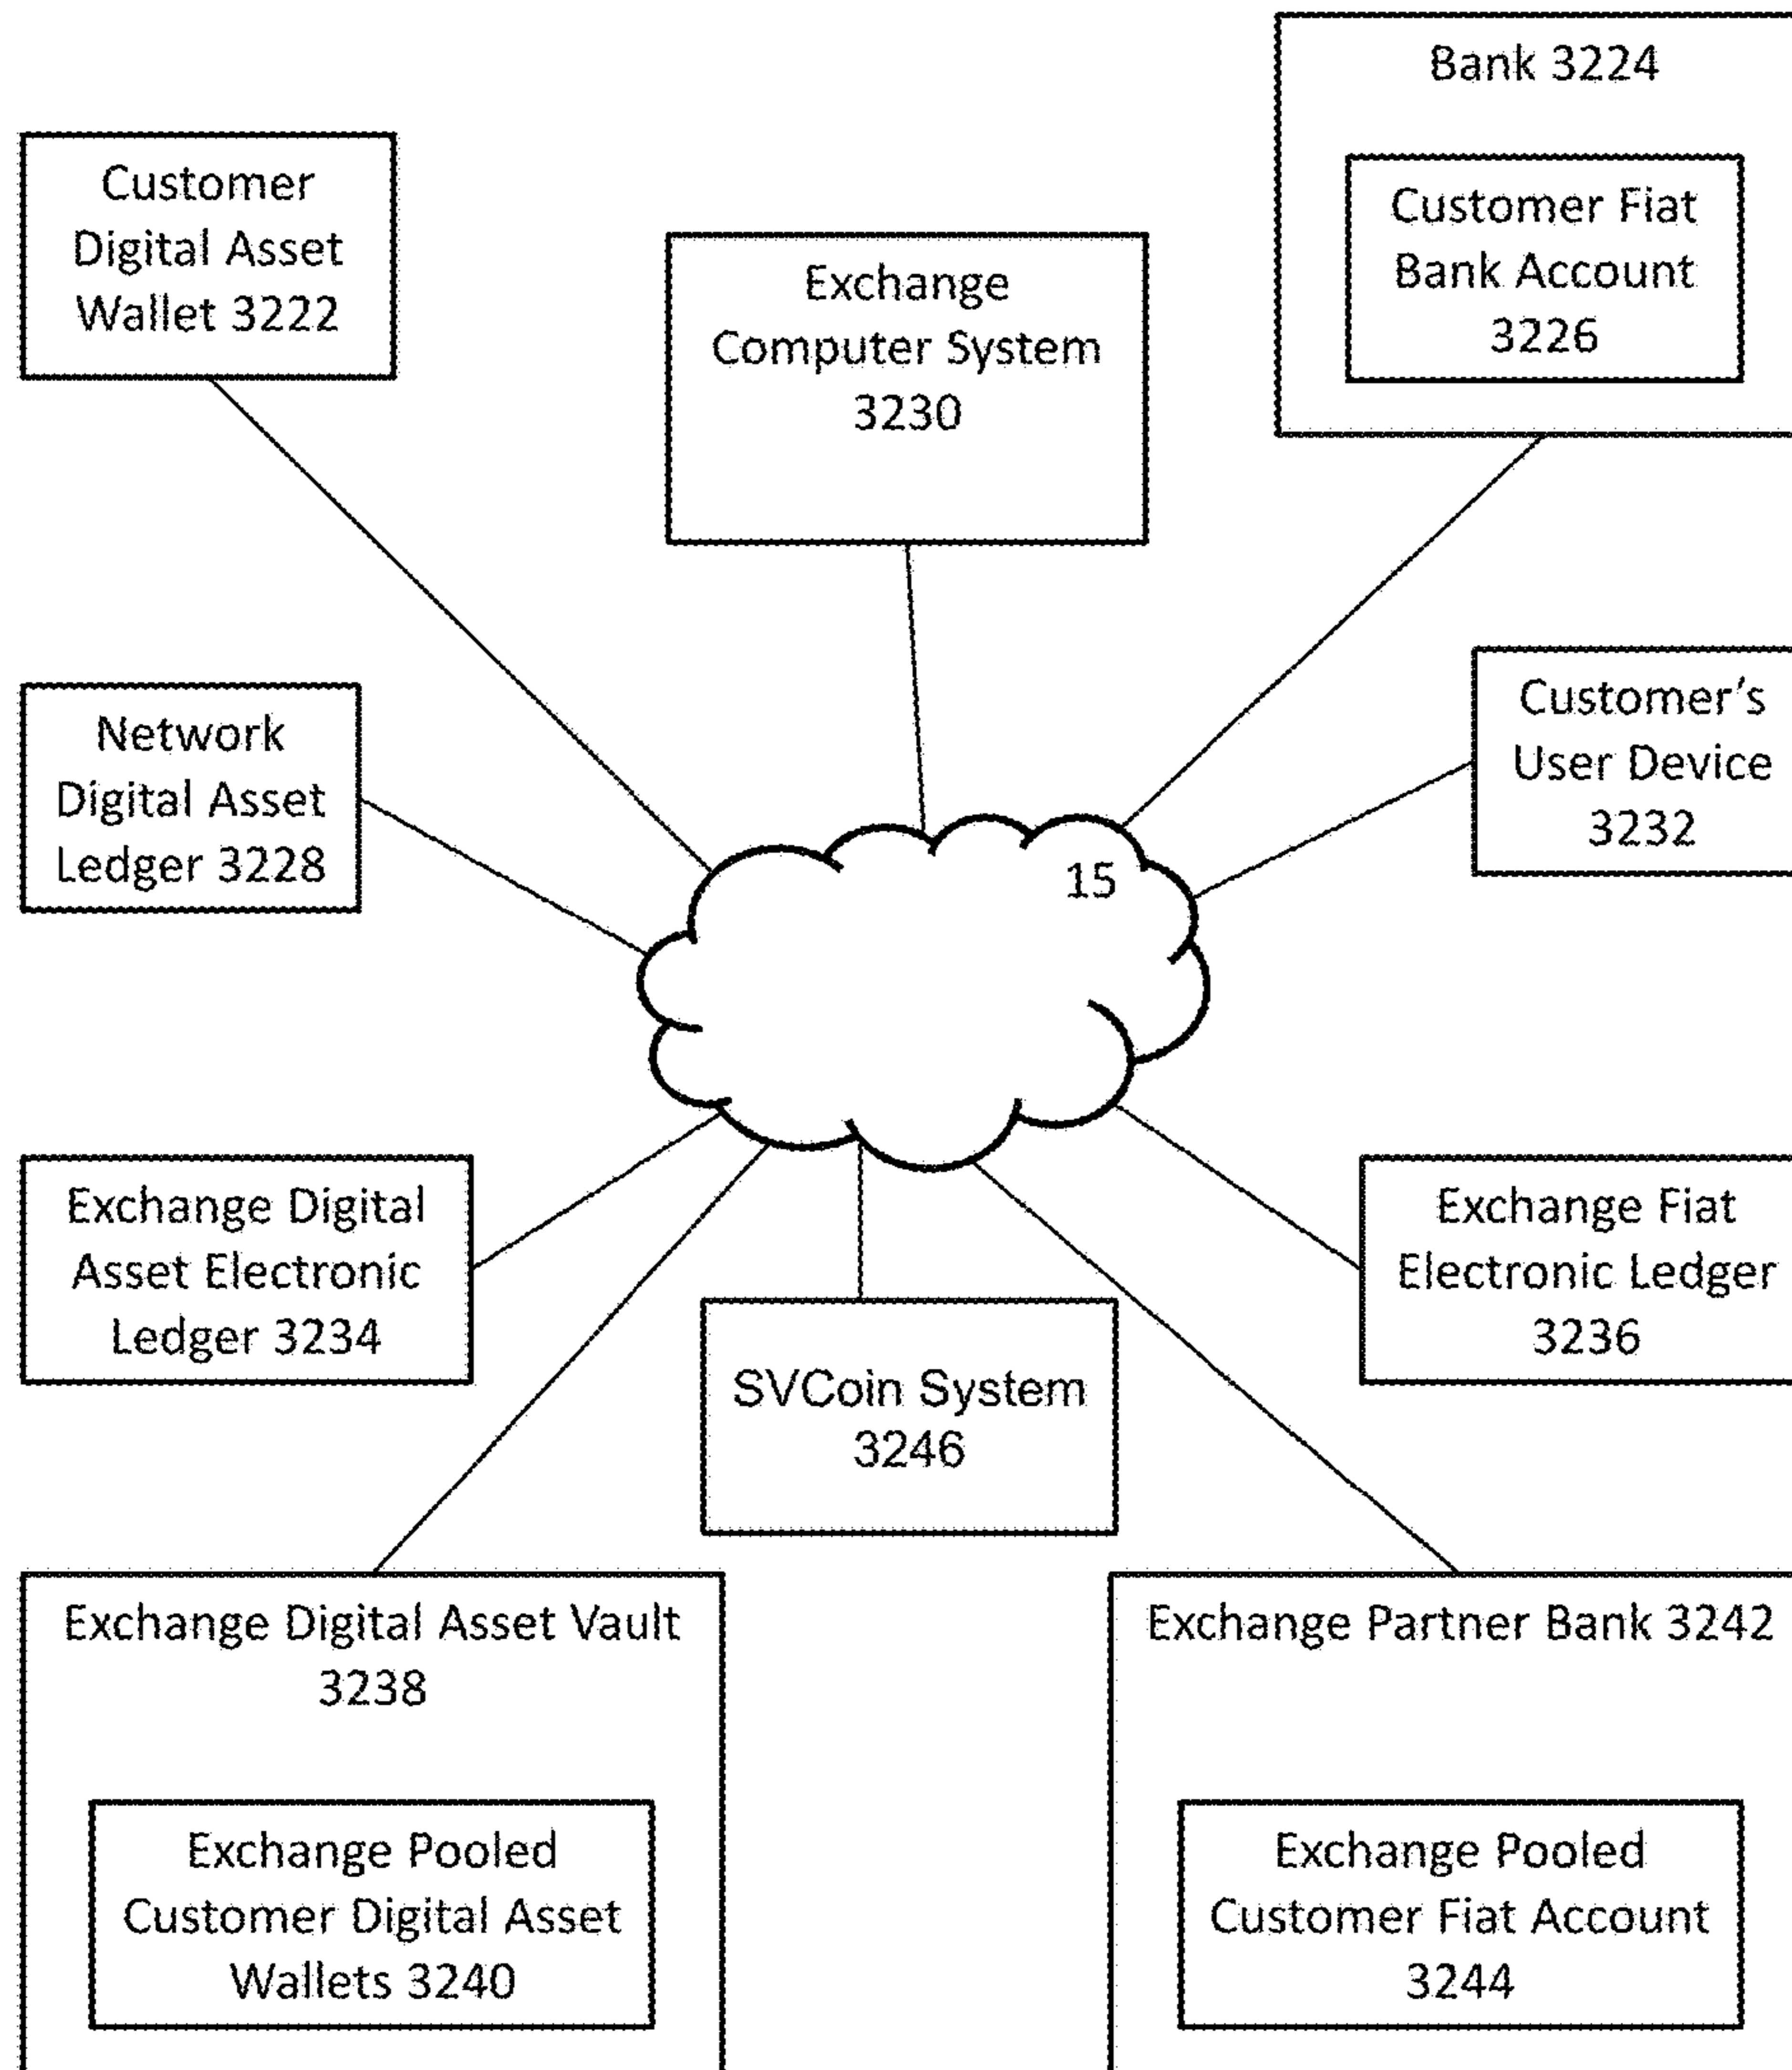 Bank 3224
Customer
Digital Asset
Wallet 3222
Customer Fiat
Bank Account
3226
Exchange
Computer System
3230
Network
Digital Asset
Ledger 3228
Customer's
User Device
3232
15
Exchange Digital
Asset Electronic
Ledger 3234
Exchange Fiat
Electronic Ledger
3236
SVCoin System
3246
Exchange Digital Asset Vault
3238
Exchange Partner Bank 3242
Exchange Pooled
Customer Digital Asset
Wallets 3240
Exchange Pooled
Customer Fiat Account
3244